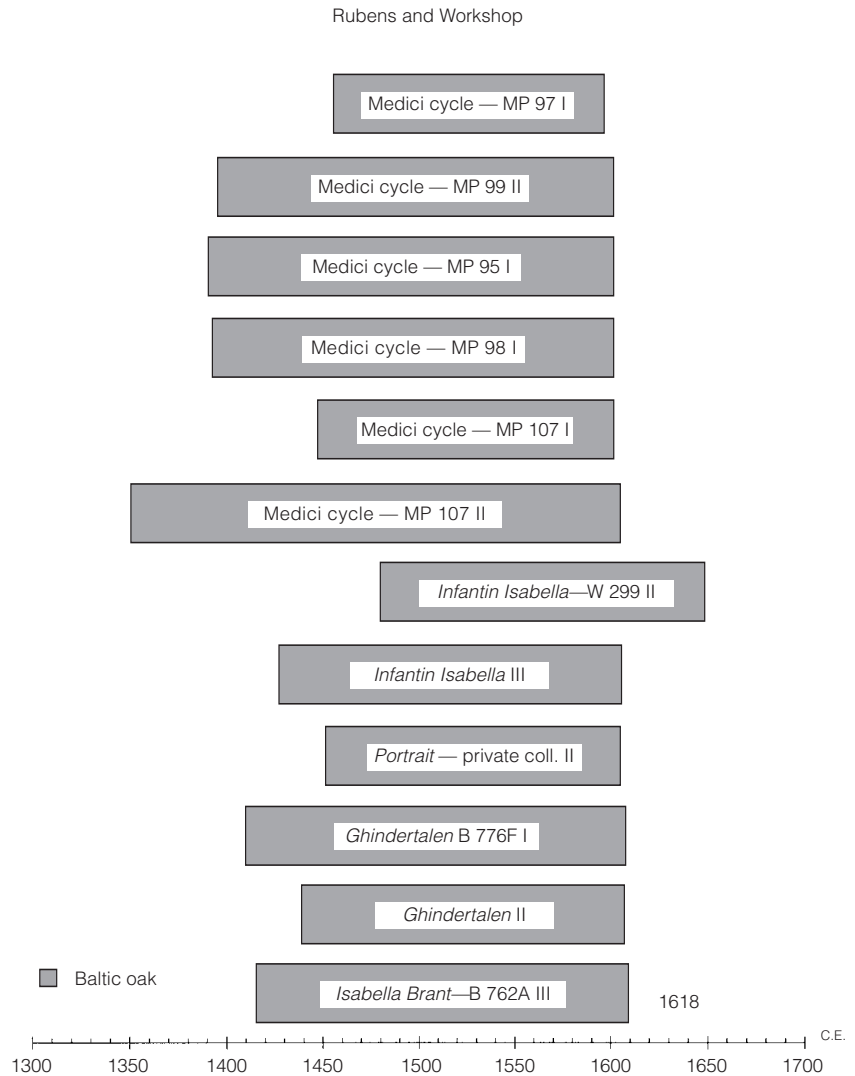 Rubens and Workshop
Medici cycle — MP 97 I
Medici cycle — MP 99 II
Medici cycle — MP 95 I
Medici cycle — MP 98 I
Medici cycle — MP 107 I
Medici cycle — MP 107 II
Infantin Isabella—W 299 II
Infantin Isabella III
Portrait — private coll. II
Ghindertalen B 776F I
Ghindertalen II
Baltic oak
Isabella Brant—B 762A III
1618
C.E.
1300 1350 1400 1450 1500 1550 1600 1650 1700